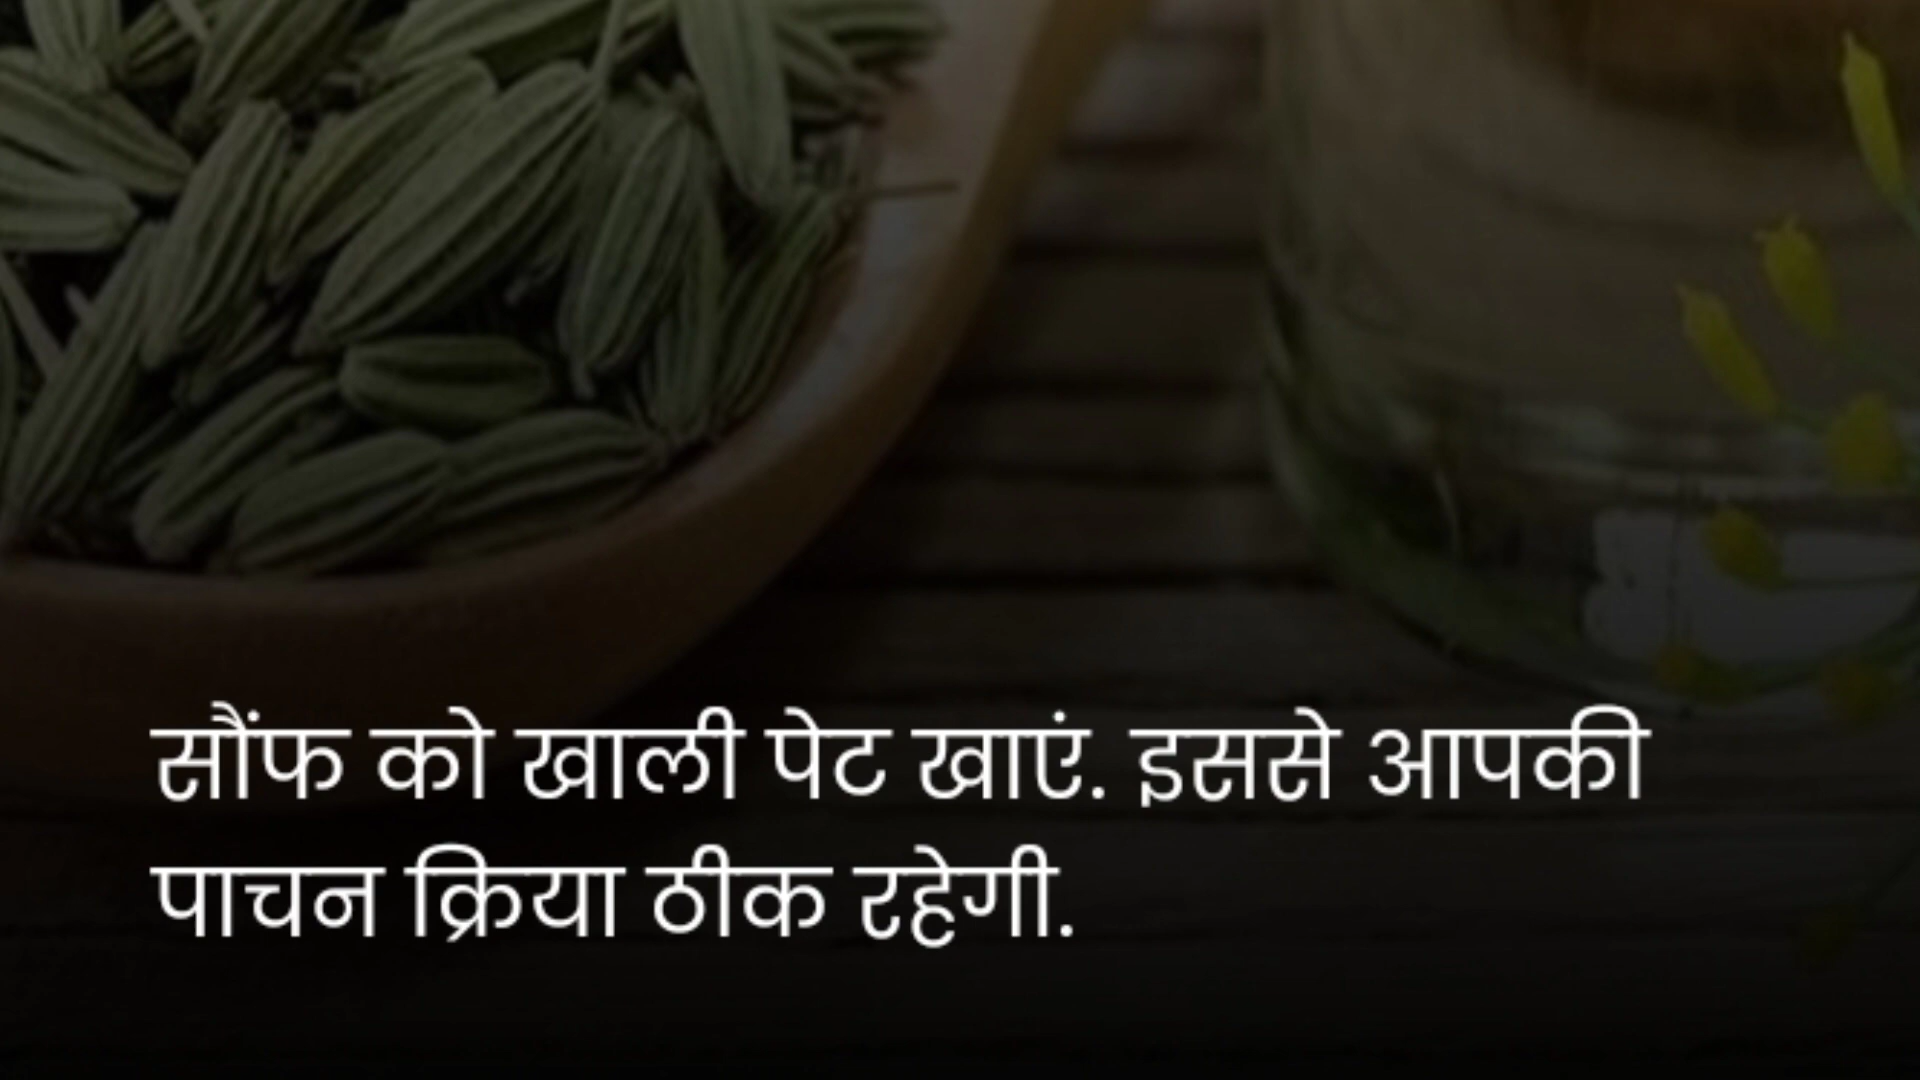 सौंफ को खाली पेट खाएं. इससे आपकी
पाचन क्रिया ठीक रहेगी.